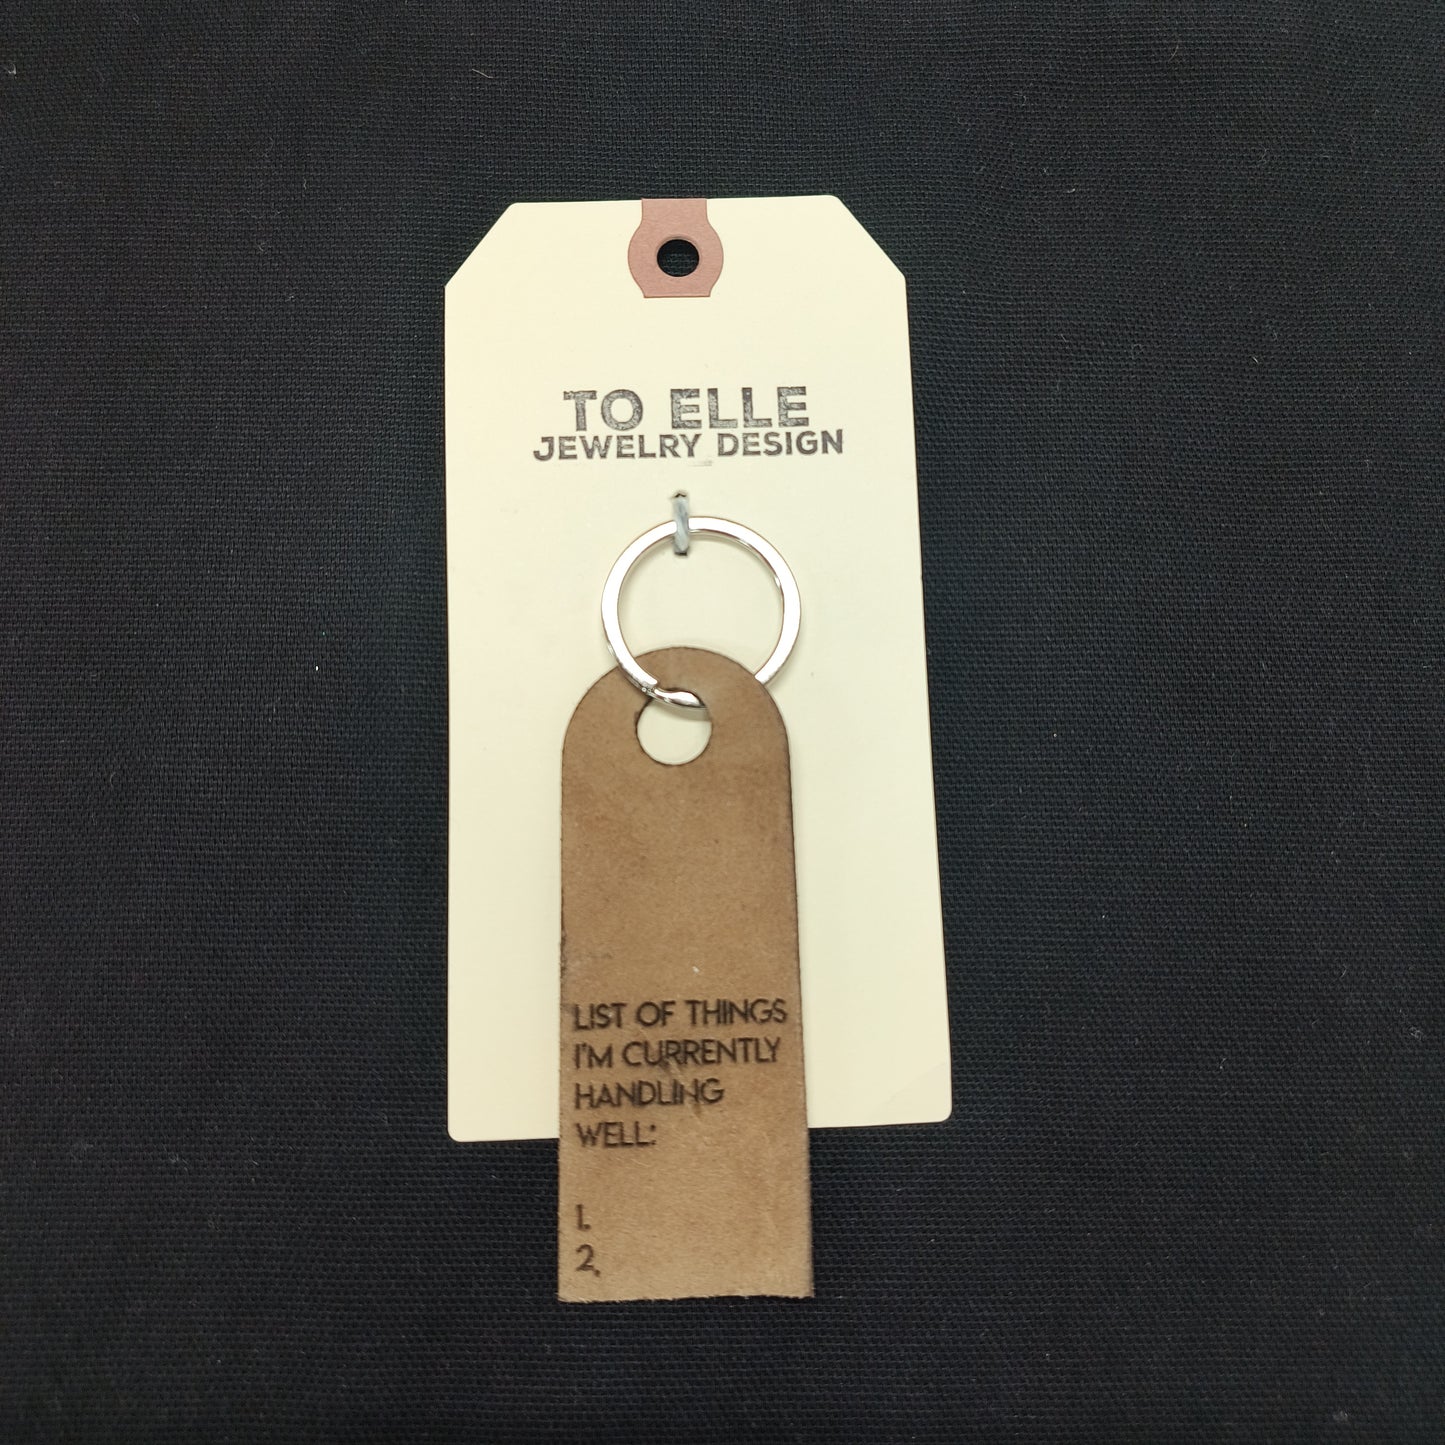 TO ELLE
JEWELRY DESIGN
LIST OF THINGS
I'M CURRENTLY
HANDLING
WELL:
1.
2.